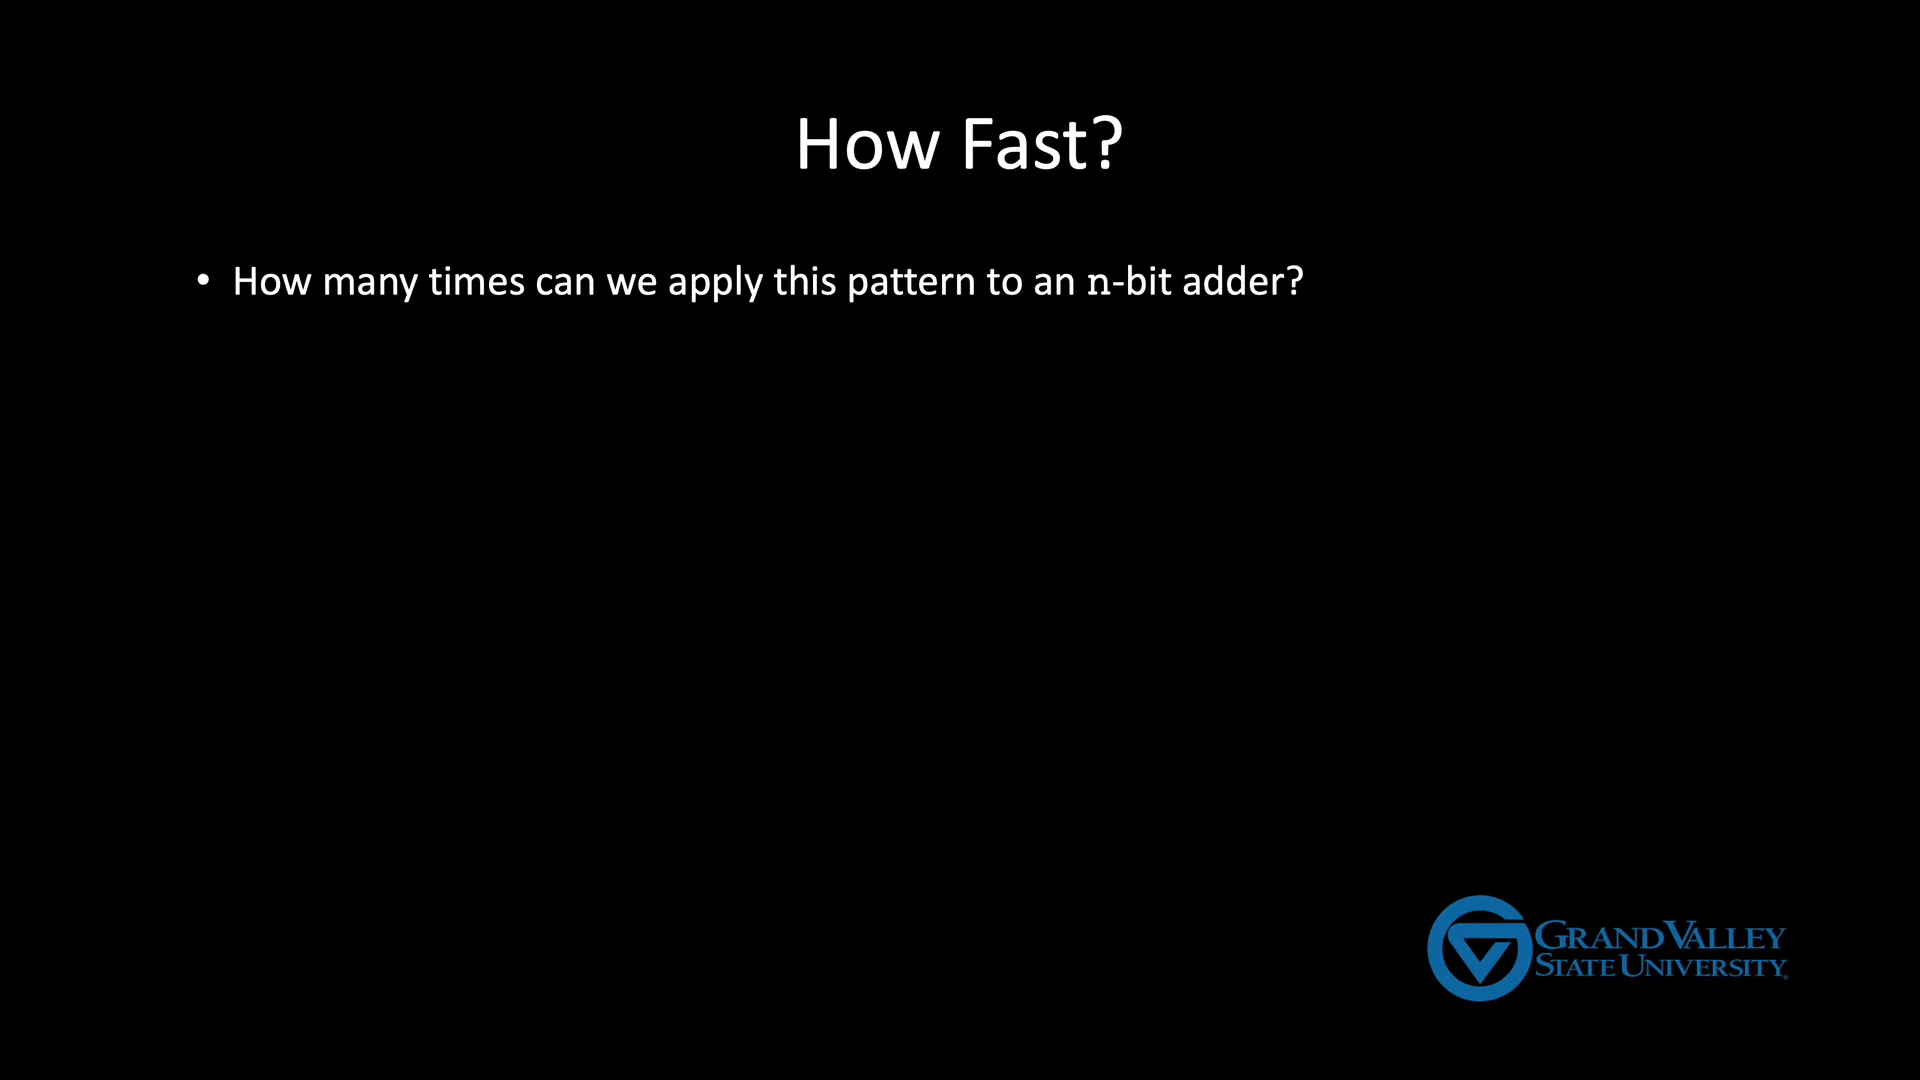 How Fast?
• How many times can we apply this pattern to an n-bit adder?
GRAND VALLEY
STATE UNIVERSITY